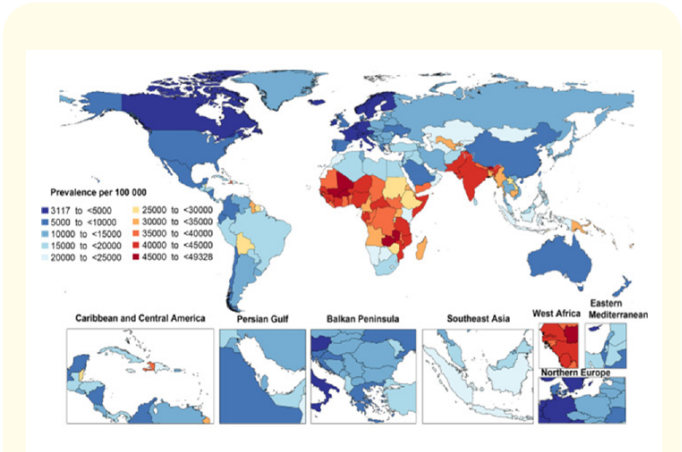 Prevalence per 100 000
3117 to <5000
5000 to <10000
10000 to <15000
15000 to <20000
20000 to <25000
25000 to <30000
30000 to <35000
35000 to <40000
40000 to <45000
45000 to <49328
Caribbean and Central America
Persian Gulf
Balkan Peninsula
Southeast Asia
West Africa
Eastern
Mediterranean
Northern Europe